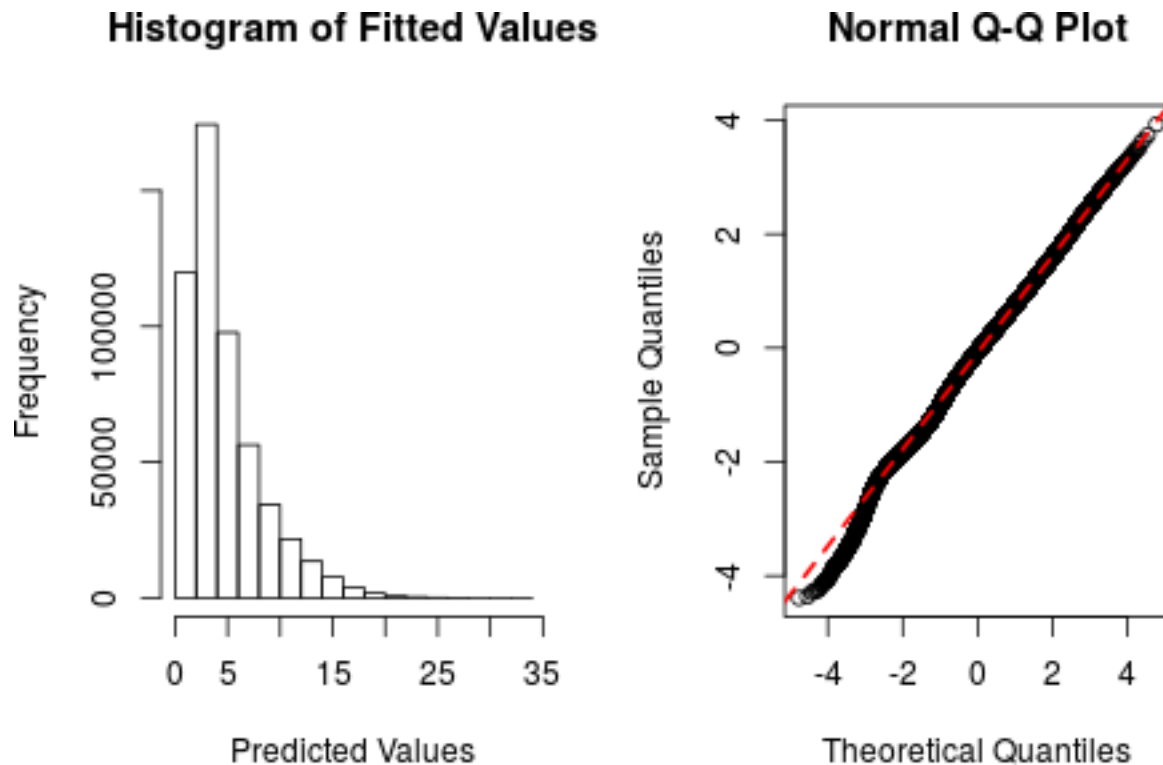 Histogram of Fitted Values
Frequency
0
50000
100000
0 5 15 25 35
Predicted Values
Normal Q-Q Plot
Sample Quantiles
4
2
0
-2
-4
-4 -2 0 2 4
Theoretical Quantiles